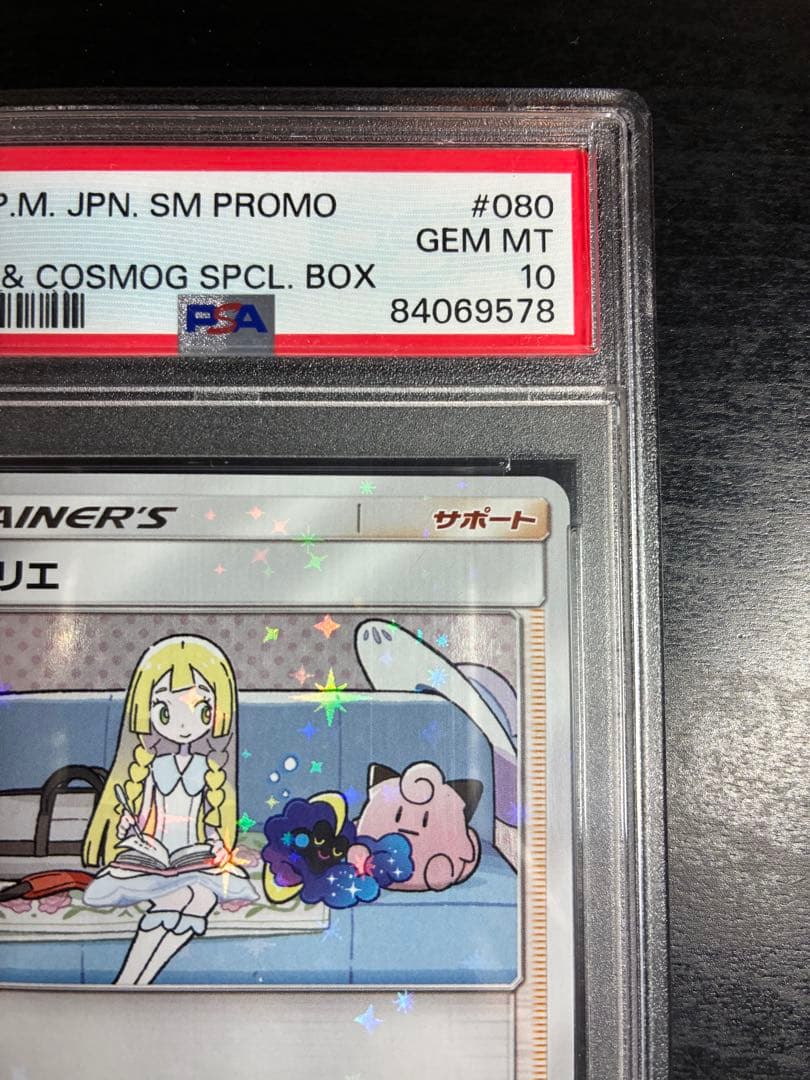 P.M. JPN. SM PROMO #080
GEM MT
& COSMOG SPCL. BOX 10
PSA 84069578
AINER'S サポート
リエ